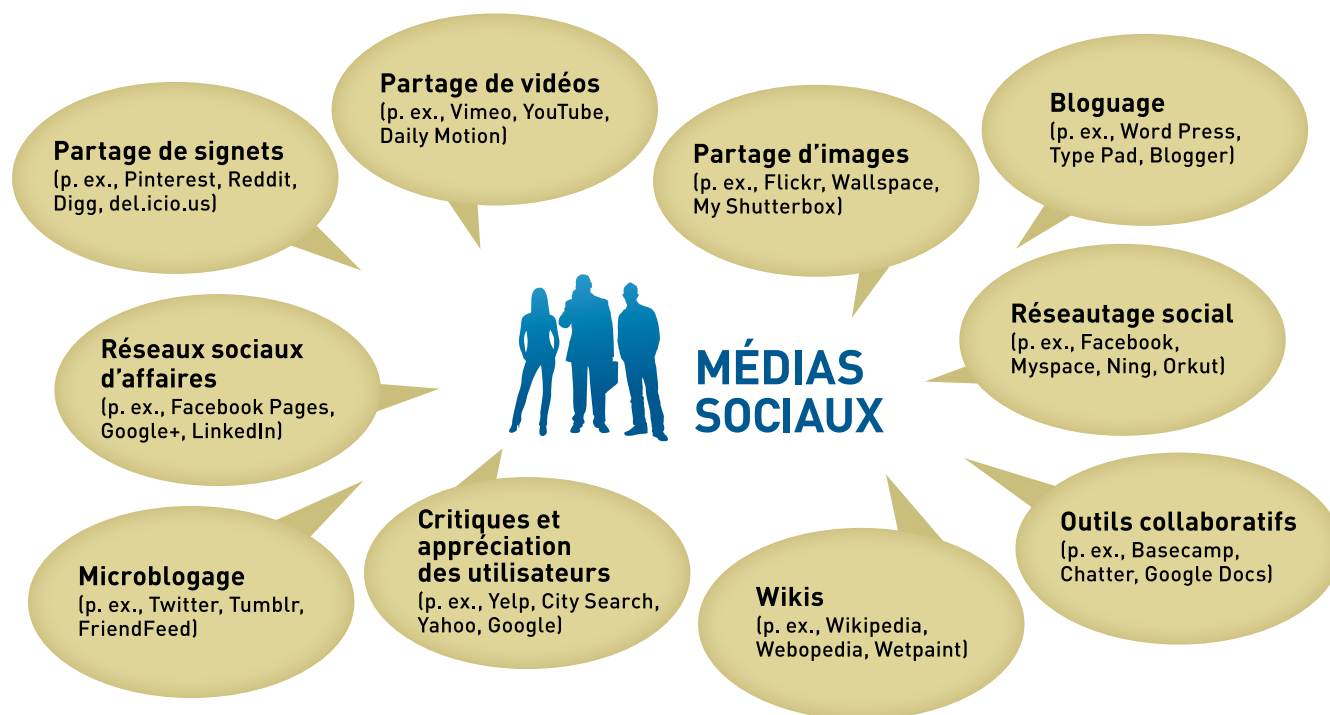 Partage de vidéos
(p. ex., Vimeo, YouTube,
Daily Motion)
Bloguage
(p. ex., Word Press,
Type Pad, Blogger)
Partage de signets
(p. ex., Pinterest, Reddit,
Digg, del.icio.us)
Partage d'images
(p. ex., Flickr, Wallspace,
My Shutterbox)
Réseaux sociaux
d'affaires
(p. ex., Facebook Pages,
Google+, LinkedIn)
MÉDIAS
SOCIAUX
Réseautage social
(p. ex., Facebook,
Myspace, Ning, Orkut)
Microblogage
(p. ex., Twitter, Tumblr,
FriendFeed)
Critiques et
appréciation
des utilisateurs
(p. ex., Yelp, City Search,
Yahoo, Google)
Wikis
(p. ex., Wikipedia,
Webopedia, Wetpaint)
Outils collaboratifs
(p. ex., Basecamp,
Chatter, Google Docs)